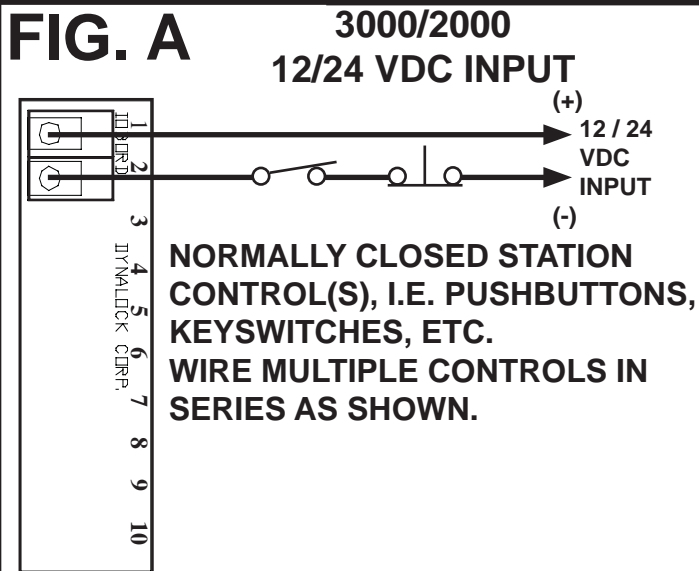 FIG. A
3000/2000
12/24 VDC INPUT
(+)
12 / 24
VDC
INPUT
(-)
1
2
3
4
5
6
7
8
9
10
DYNALOCK CORP.
NORMALLY CLOSED STATION
CONTROL(S), I.E. PUSHBUTTONS,
KEYSWITCHES, ETC.
WIRE MULTIPLE CONTROLS IN
SERIES AS SHOWN.